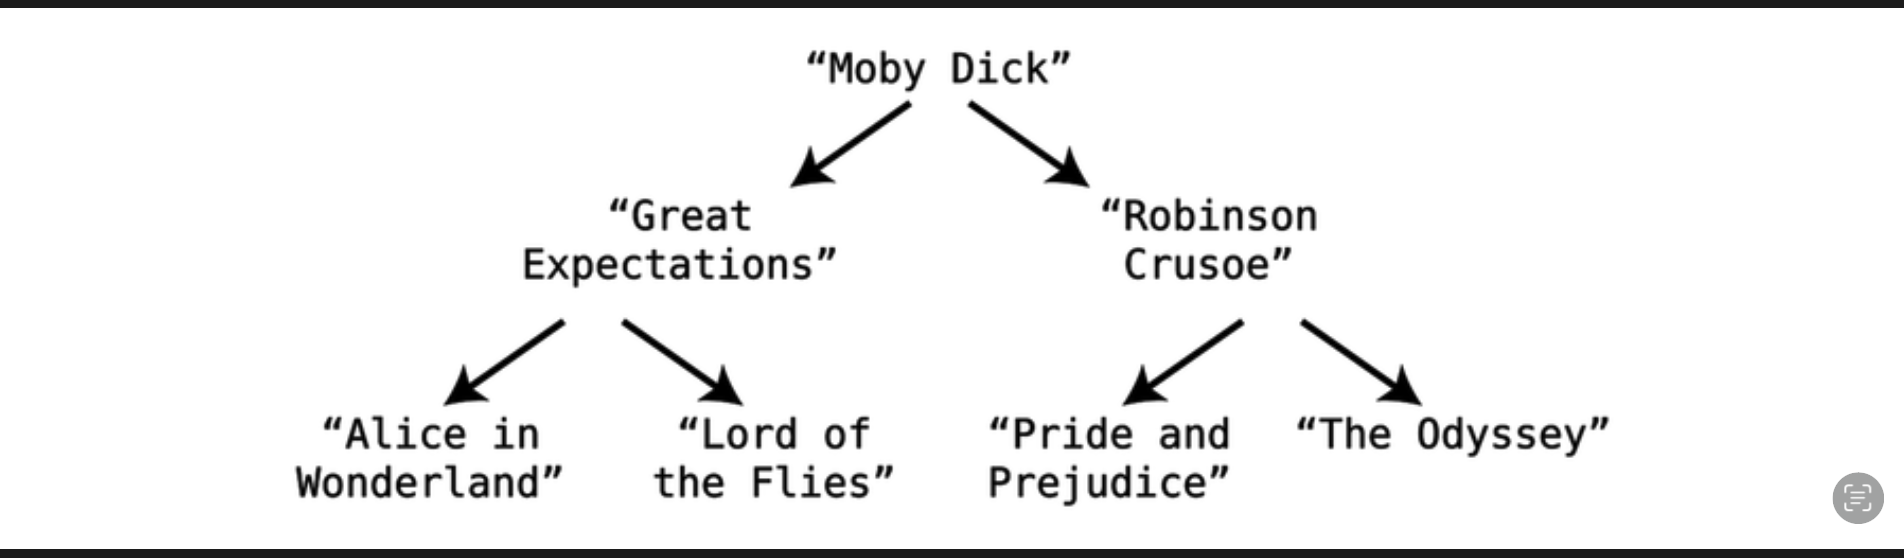 “Moby Dick”
“Great
Expectations”
“Robinson
Crusoe”
“Alice in
Wonderland”
“Lord of
the Flies”
“Pride and
Prejudice”
“The Odyssey”